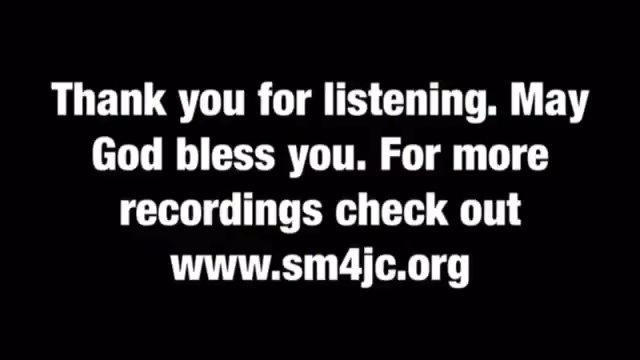 Thank you for listening. May
God bless you. For more
recordings check out
www.sm4jc.org